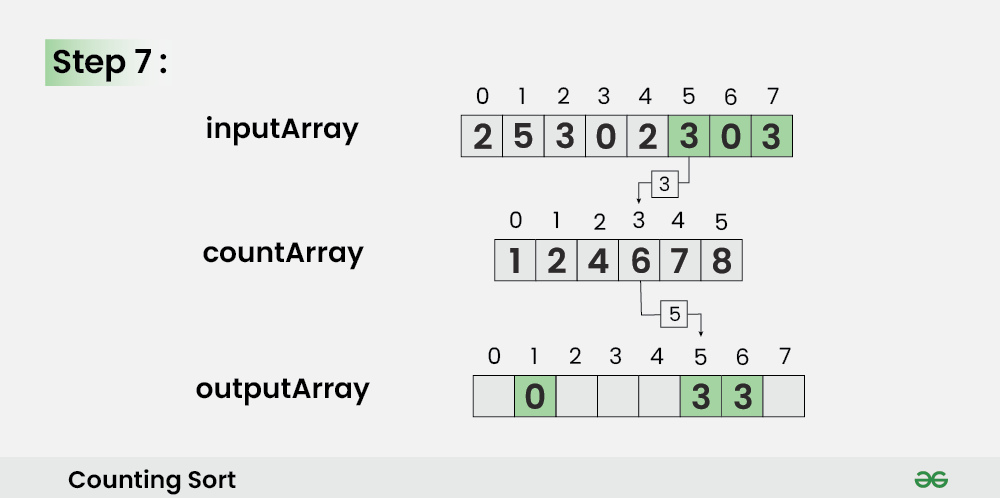 Step 7 :
0 1 2 3 4 5 6 7
inputArray 2 5 3 0 2 3 0 3
3
0 1 2 3 4 5
countArray 1 2 4 6 7 8
5
0 1 2 3 4 5 6 7
outputArray 0 3 3
Counting Sort